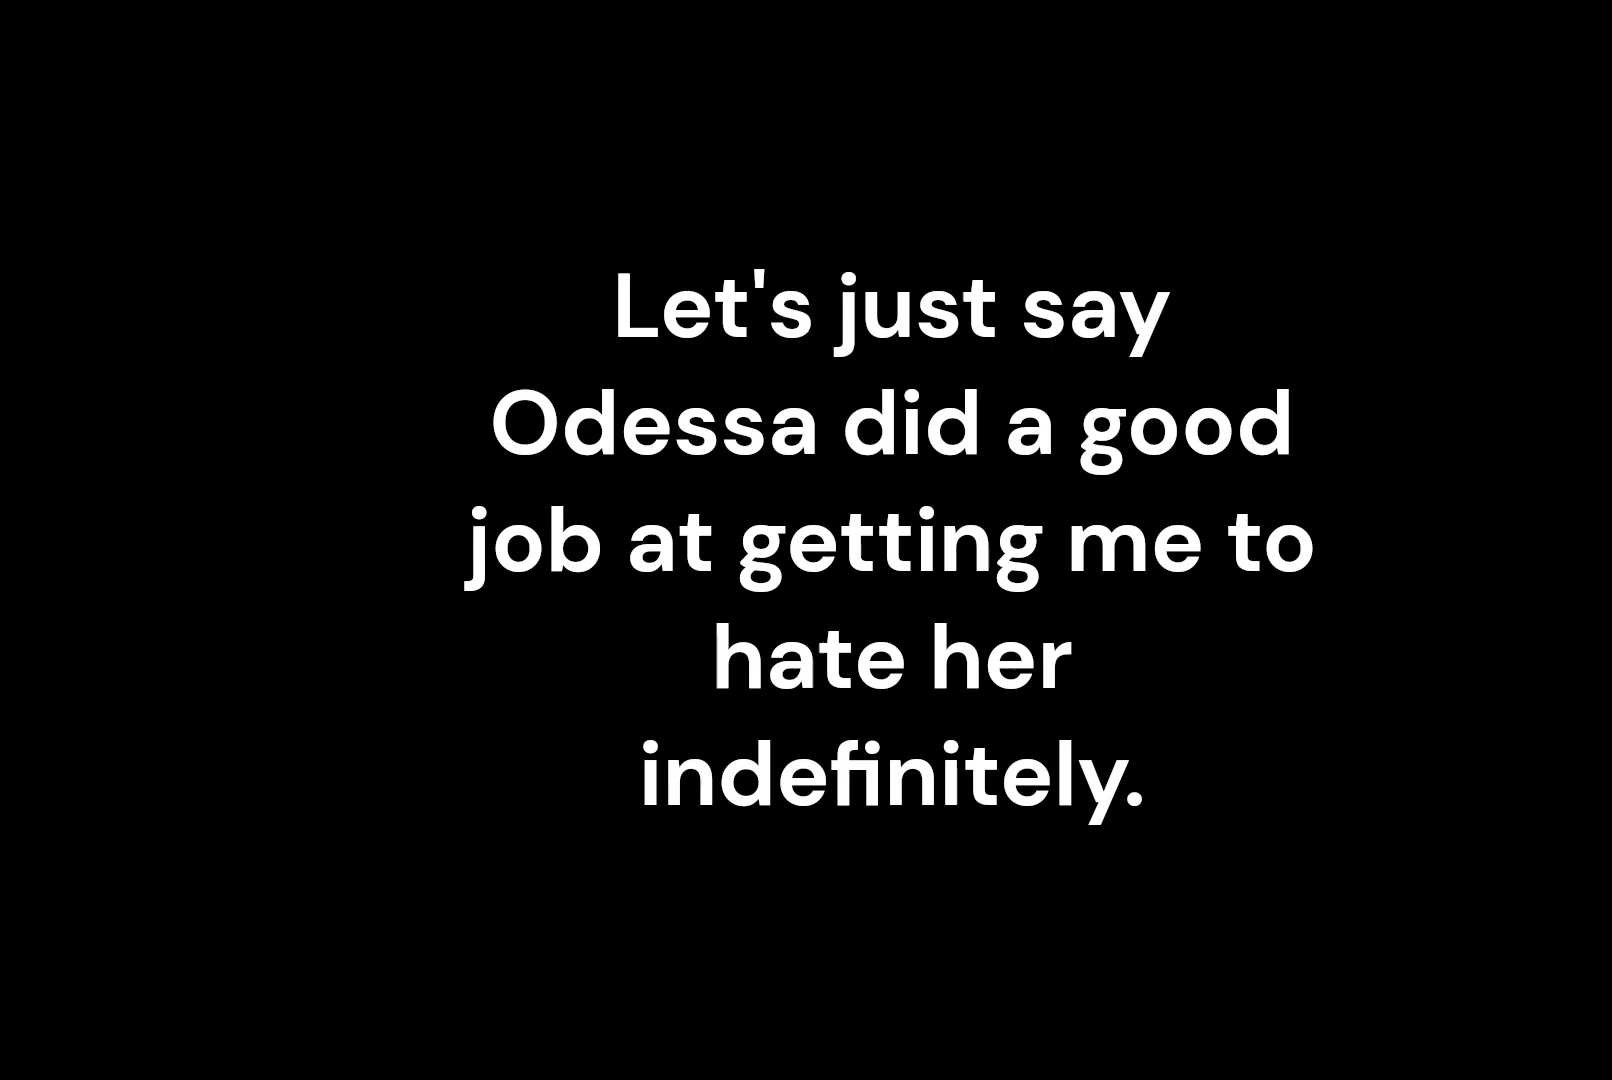 Let's just say
Odessa did a good
job at getting me to
hate her
indefinitely.